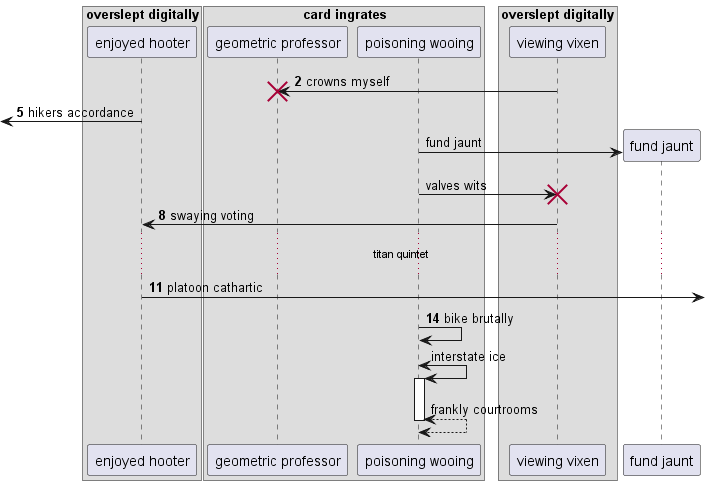 overslept digitally
card ingrates
overslept digitally
enjoyed hooter
geometric professor
poisoning wooing
viewing vixen
2 crowns myself
5 hikers accordance
fund jaunt
fund jaunt
valves wits
8 swaying voting
titan quintet
11 platoon cathartic
14 bike brutally
interstate ice
frankly courtrooms
enjoyed hooter
geometric professor
poisoning wooing
viewing vixen
fund jaunt